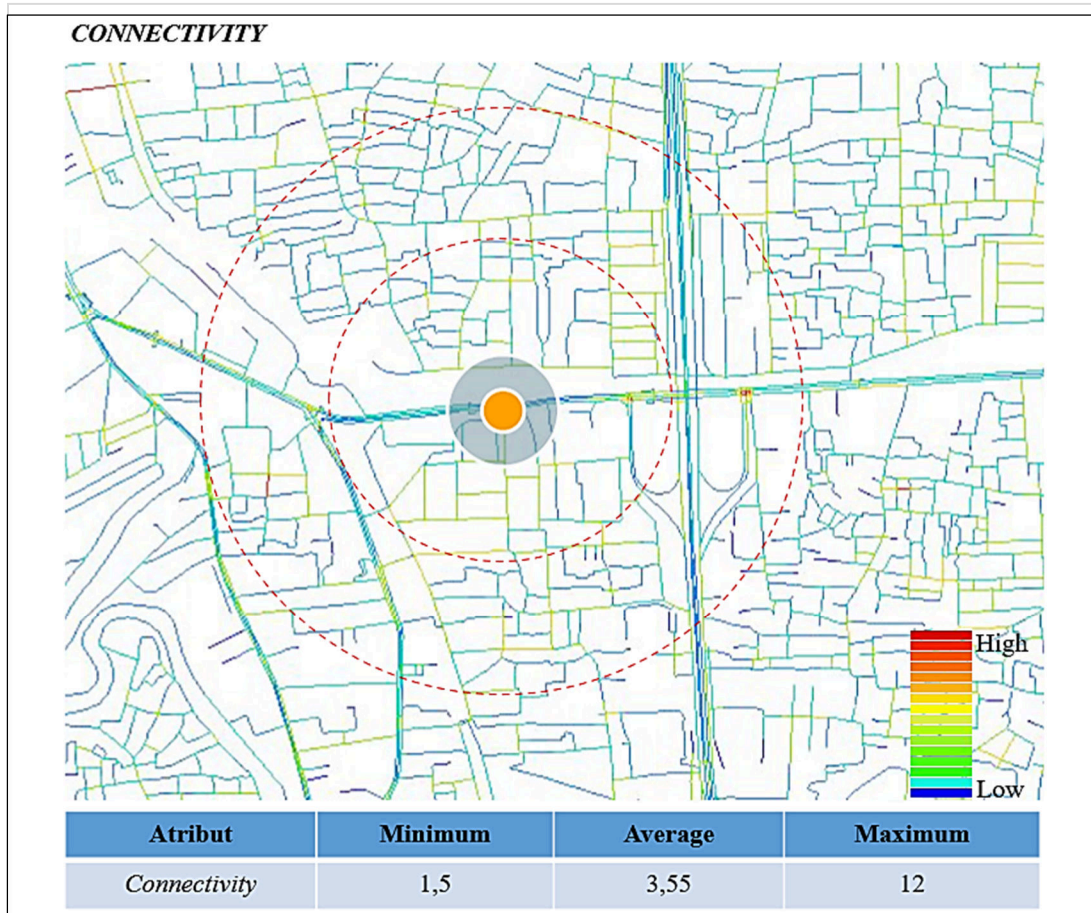 CONNECTIVITY
High
Low
Atribut Minimum Average Maximum
Connectivity 1,5 3,55 12